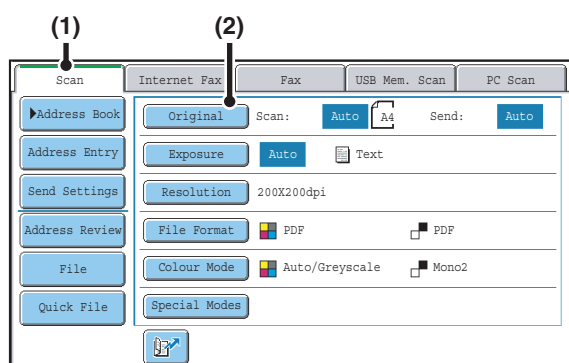 (1) (2)
Scan Internet Fax Fax USB Mem. Scan PC Scan
Address Book Original Scan: Auto A4 Send: Auto
Address Entry Exposure Auto Text
Send Settings Resolution 200X200dpi
Address Review File Format PDF PDF
File Colour Mode Auto/Greyscale Mono2
Quick File Special Modes